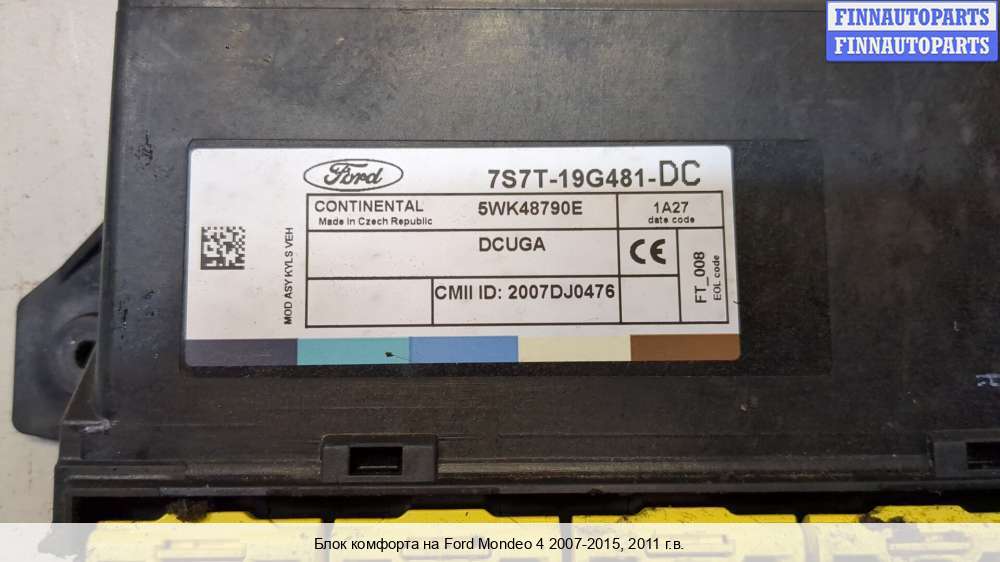 FINNAUTOPARTS
FINNAUTOPARTS
Ford
7S7T-19G481-DC
CONTINENTAL
Made in Czech Republic
5WK48790E
1A27
date code
DCUGA
CE
FT_008
EOL code
CMII ID: 2007DJ0476
MOD ASY KYLS VEH
Блок комфорта на Ford Mondeo 4 2007-2015, 2011 г.в.